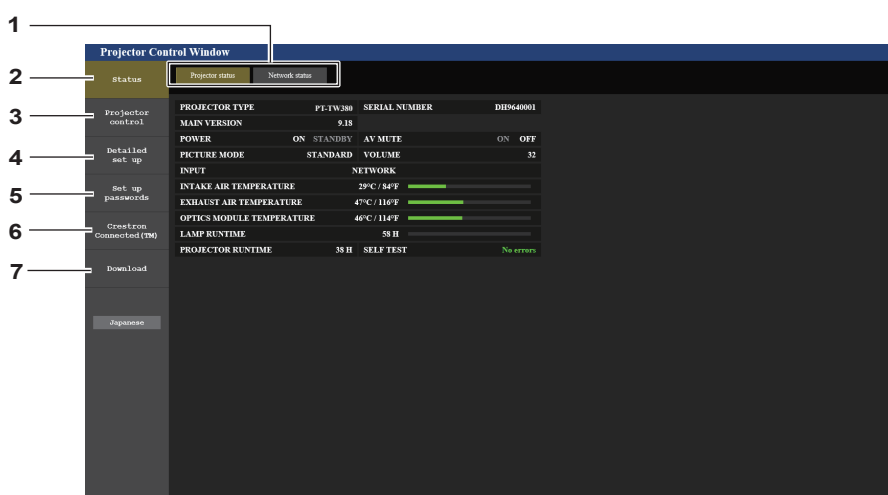 1
Projector Control Window
2
Status
Projector status Network status
3
Projector
control
4
Detailed
set up
5
Set up
passwords
6
Crestron
Connected(TM)
7
Download
Japanese
PROJECTOR TYPE PT-TW380 SERIAL NUMBER DH9640001
MAIN VERSION 9.18
POWER ON STANDBY AV MUTE ON OFF
PICTURE MODE STANDARD VOLUME 32
INPUT NETWORK
INTAKE AIR TEMPERATURE 29°C / 84°F
EXHAUST AIR TEMPERATURE 47°C / 116°F
OPTICS MODULE TEMPERATURE 46°C / 114°F
LAMP RUNTIME 58 H
PROJECTOR RUNTIME 38 H SELF TEST No errors